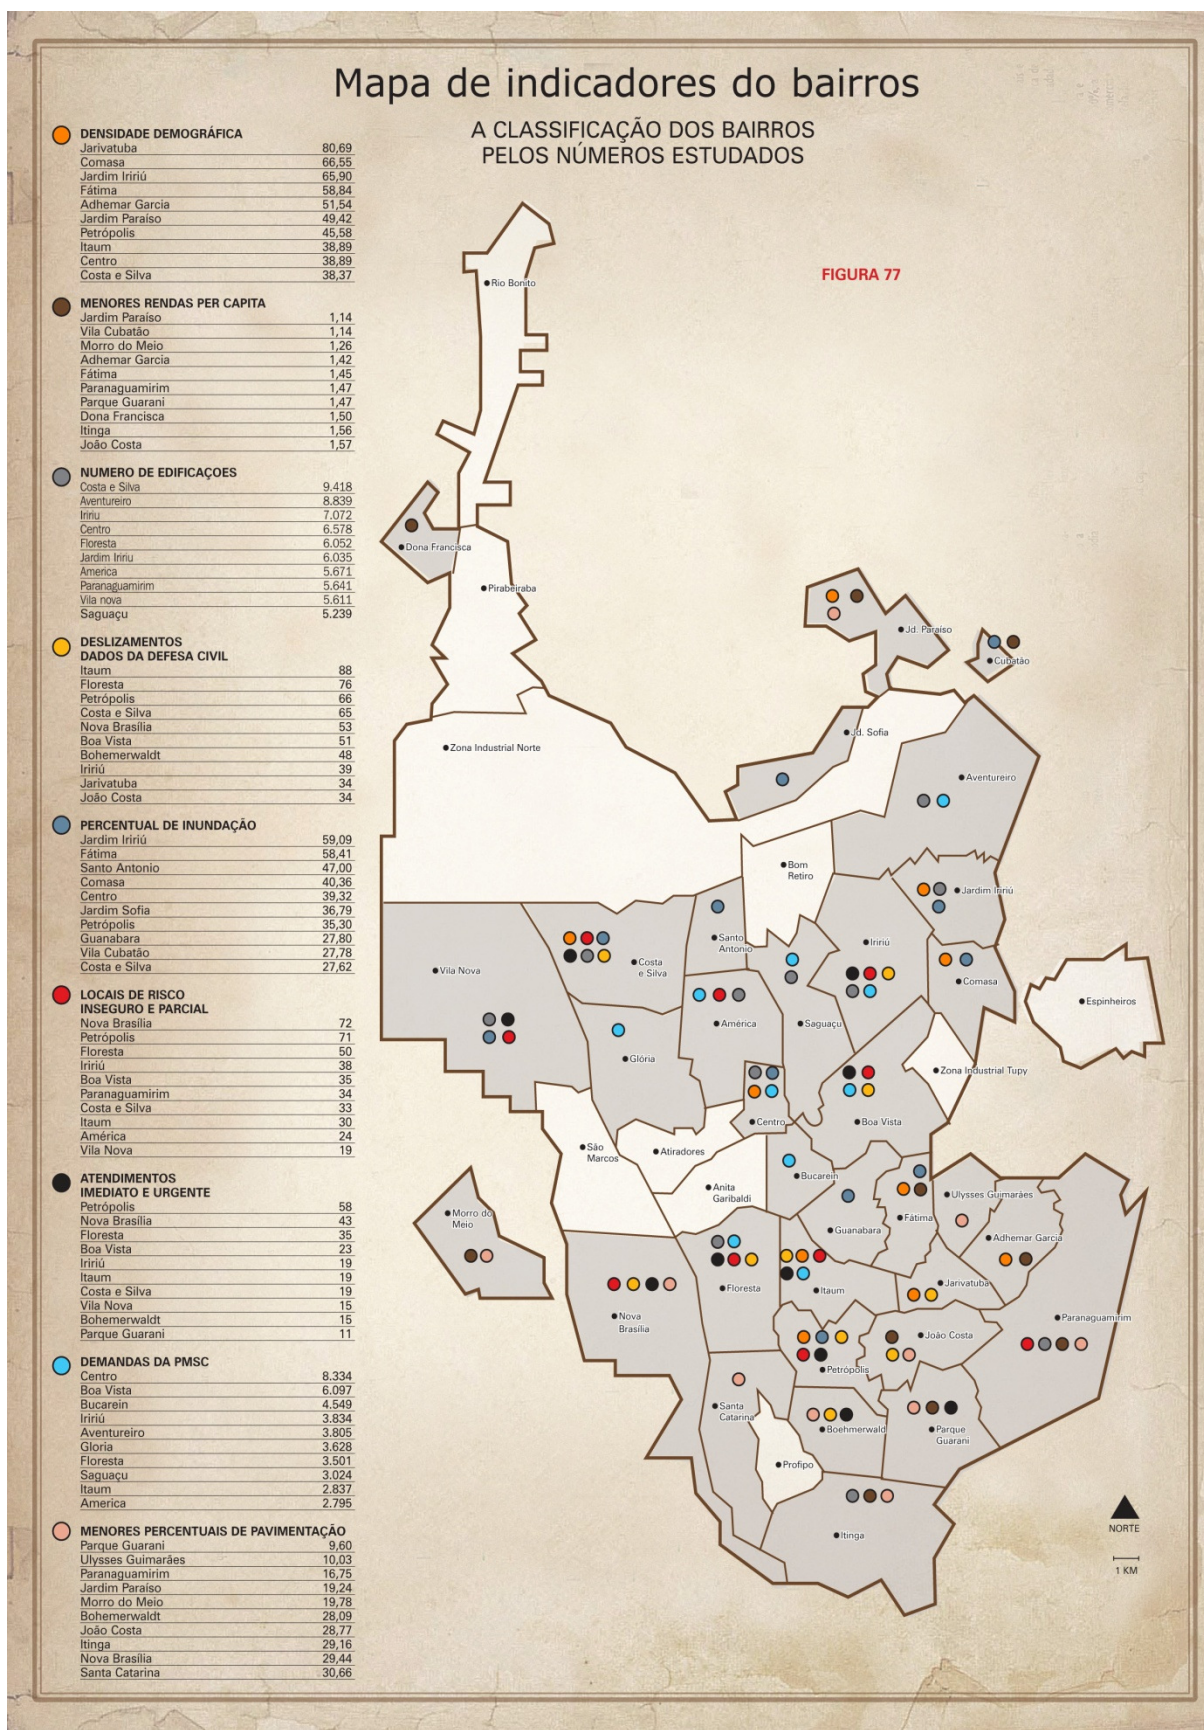 Mapa de indicadores do bairros
A CLASSIFICAÇÃO DOS BAIRROS
PELOS NÚMEROS ESTUDADOS
FIGURA 77
DENSIDADE DEMOGRÁFICA
Jarivatuba 80,69
Comasa 66,55
Jardim Iririú 65,90
Fátima 58,84
Adhemar Garcia 51,54
Jardim Paraíso 49,42
Petrópolis 45,58
Itaum 38,89
Centro 38,89
Costa e Silva 38,37
MENORES RENDAS PER CAPITA
Jardim Paraíso 1,14
Vila Cubatão 1,14
Morro do Meio 1,26
Adhemar Garcia 1,42
Fátima 1,45
Paranaguamirim 1,47
Parque Guarani 1,47
Dona Francisca 1,50
Itinga 1,56
João Costa 1,57
NUMERO DE EDIFICAÇOES
Costa e Silva 9.418
Aventureiro 8.839
Iririu 7.072
Centro 6.578
Floresta 6.052
Jardim Iririu 6.035
America 5.671
Paranaguamirim 5.641
Vila nova 5.611
Saguaçu 5.239
DESLIZAMENTOS
DADOS DA DEFESA CIVIL
Itaum 88
Floresta 76
Petrópolis 66
Costa e Silva 65
Nova Brasília 53
Boa Vista 51
Bohemerwaldt 48
Iririú 39
Jarivatuba 34
João Costa 34
PERCENTUAL DE INUNDAÇÃO
Jardim Iririú 59,09
Fátima 58,41
Santo Antonio 47,00
Comasa 40,36
Centro 39,32
Jardim Sofia 36,79
Petrópolis 35,30
Guanabara 27,80
Vila Cubatão 27,78
Costa e Silva 27,62
LOCAIS DE RISCO
INSEGURO E PARCIAL
Nova Brasília 72
Petrópolis 71
Floresta 50
Iririú 38
Boa Vista 35
Paranaguamirim 34
Costa e Silva 33
Itaum 30
América 24
Vila Nova 19
ATENDIMENTOS
IMEDIATO E URGENTE
Petrópolis 58
Nova Brasília 43
Floresta 35
Boa Vista 23
Iririú 19
Itaum 19
Costa e Silva 19
Vila Nova 15
Bohemerwaldt 15
Parque Guarani 11
DEMANDAS DA PMSC
Centro 8.334
Boa Vista 6.097
Bucarein 4.549
Iririú 3.834
Aventureiro 3.805
Gloria 3.628
Floresta 3.501
Saguaçu 3.024
Itaum 2.837
America 2.795
MENORES PERCENTUAIS DE PAVIMENTAÇÃO
Parque Guarani 9,60
Ulysses Guimarães 10,03
Paranaguamirim 16,75
Jardim Paraíso 19,24
Morro do Meio 19,78
Bohemerwaldt 28,09
João Costa 28,77
Itinga 29,16
Nova Brasília 29,44
Santa Catarina 30,66
Rio Bonito
Dona Francisca
Pirabeiraba
Jd. Paraíso
Cubatão
Jd. Sofia
Zona Industrial Norte
Aventureiro
Bom
Retiro
Jardim Iririú
Santo
Antonio
Iririú
Costa
e Silva
Vila Nova
Comasa
Espinheiros
América
Saguaçu
Glória
Zona Industrial Tupy
Centro
Boa Vista
São
Marcos
Atiradores
Bucarein
Anita
Garibaldi
Ulysses Guimarães
Morro do
Meio
Fátima
Guanabara
Adhemar Garcia
Jarivatuba
Floresta
Itaum
Nova
Brasília
Paranaguamirim
João Costa
Petrópolis
Santa
Catarina
Boehmerwald
Parque
Guarani
Profipo
Itinga
NORTE
1 KM